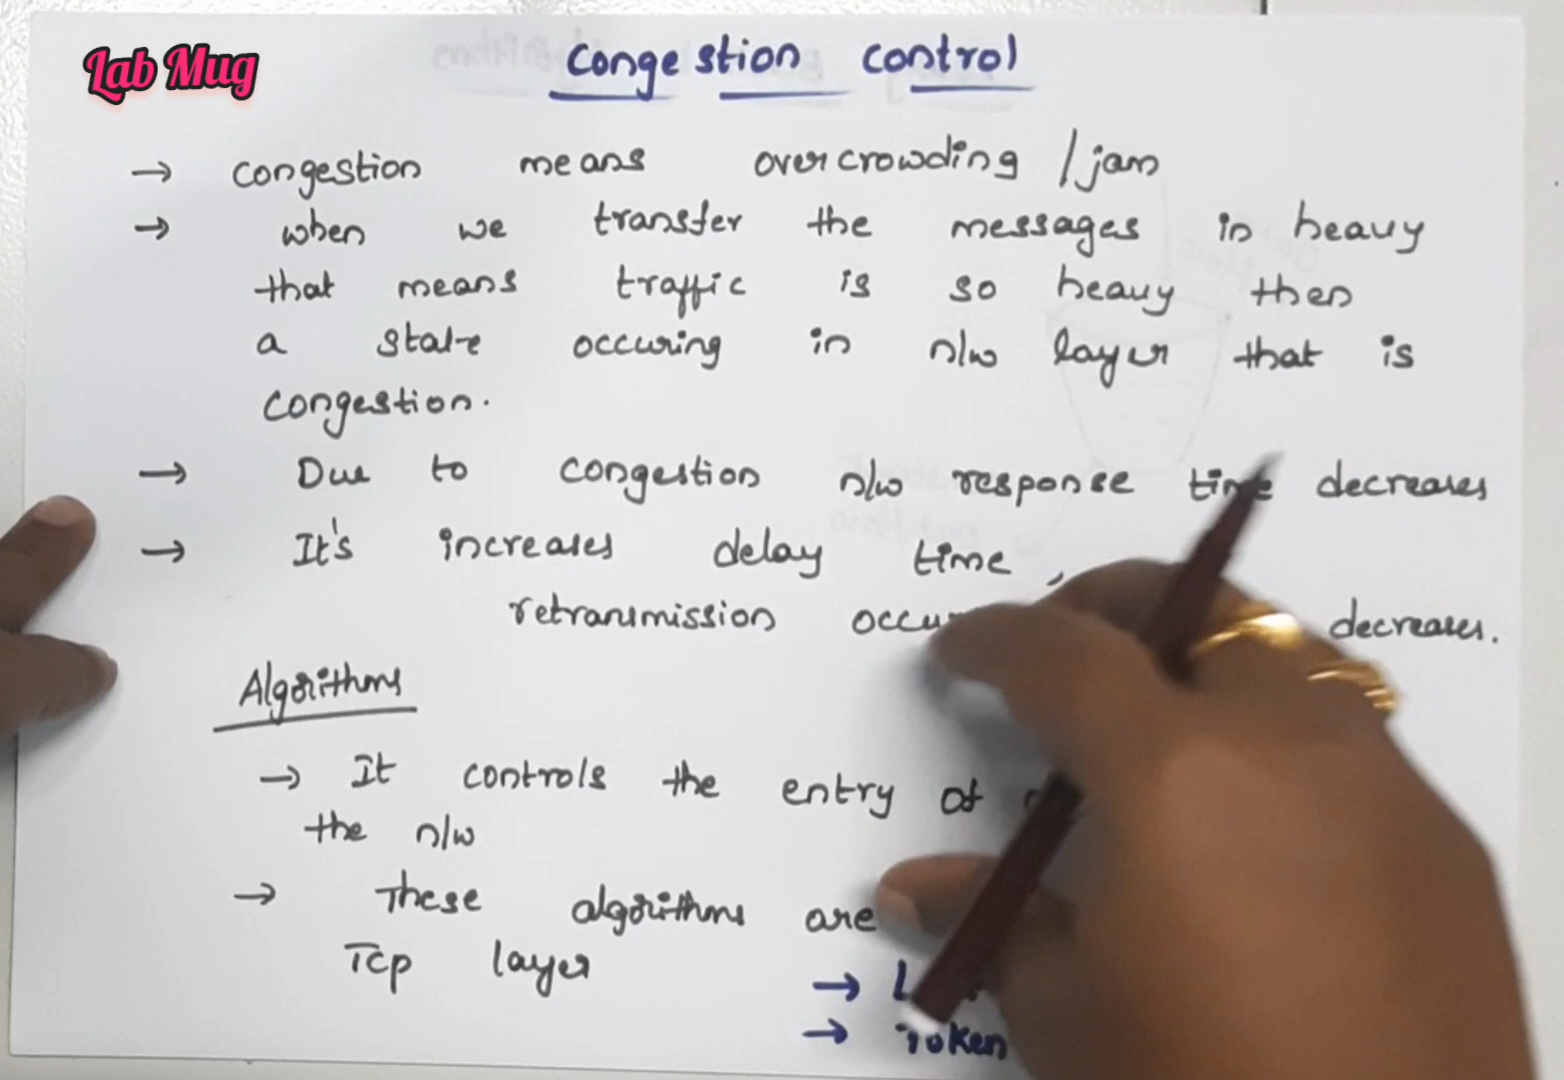 Lab Mug
Congestion control
→ congestion means overcrowding / jam
→ when we transfer the messages in heavy
that means traffic is so heavy then
a state occuring in n/w layer that is
congestion.
→ Due to congestion n/w response time decreases
→ It's increases delay time,
retransmission decreases.
Algorithms
→ It controls the entry of
the n/w
→ These algorithms are
Tcp layer
→
→ Token